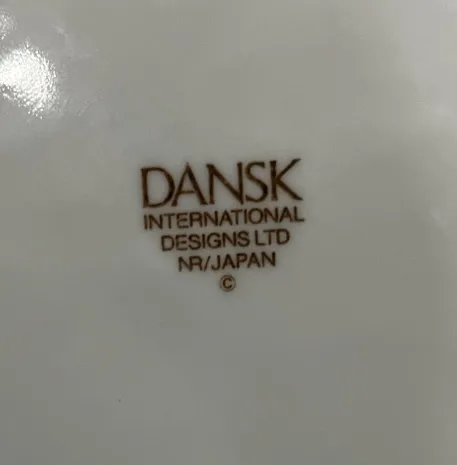 DANSK
INTERNATIONAL
DESIGNS LTD
NR/JAPAN
©